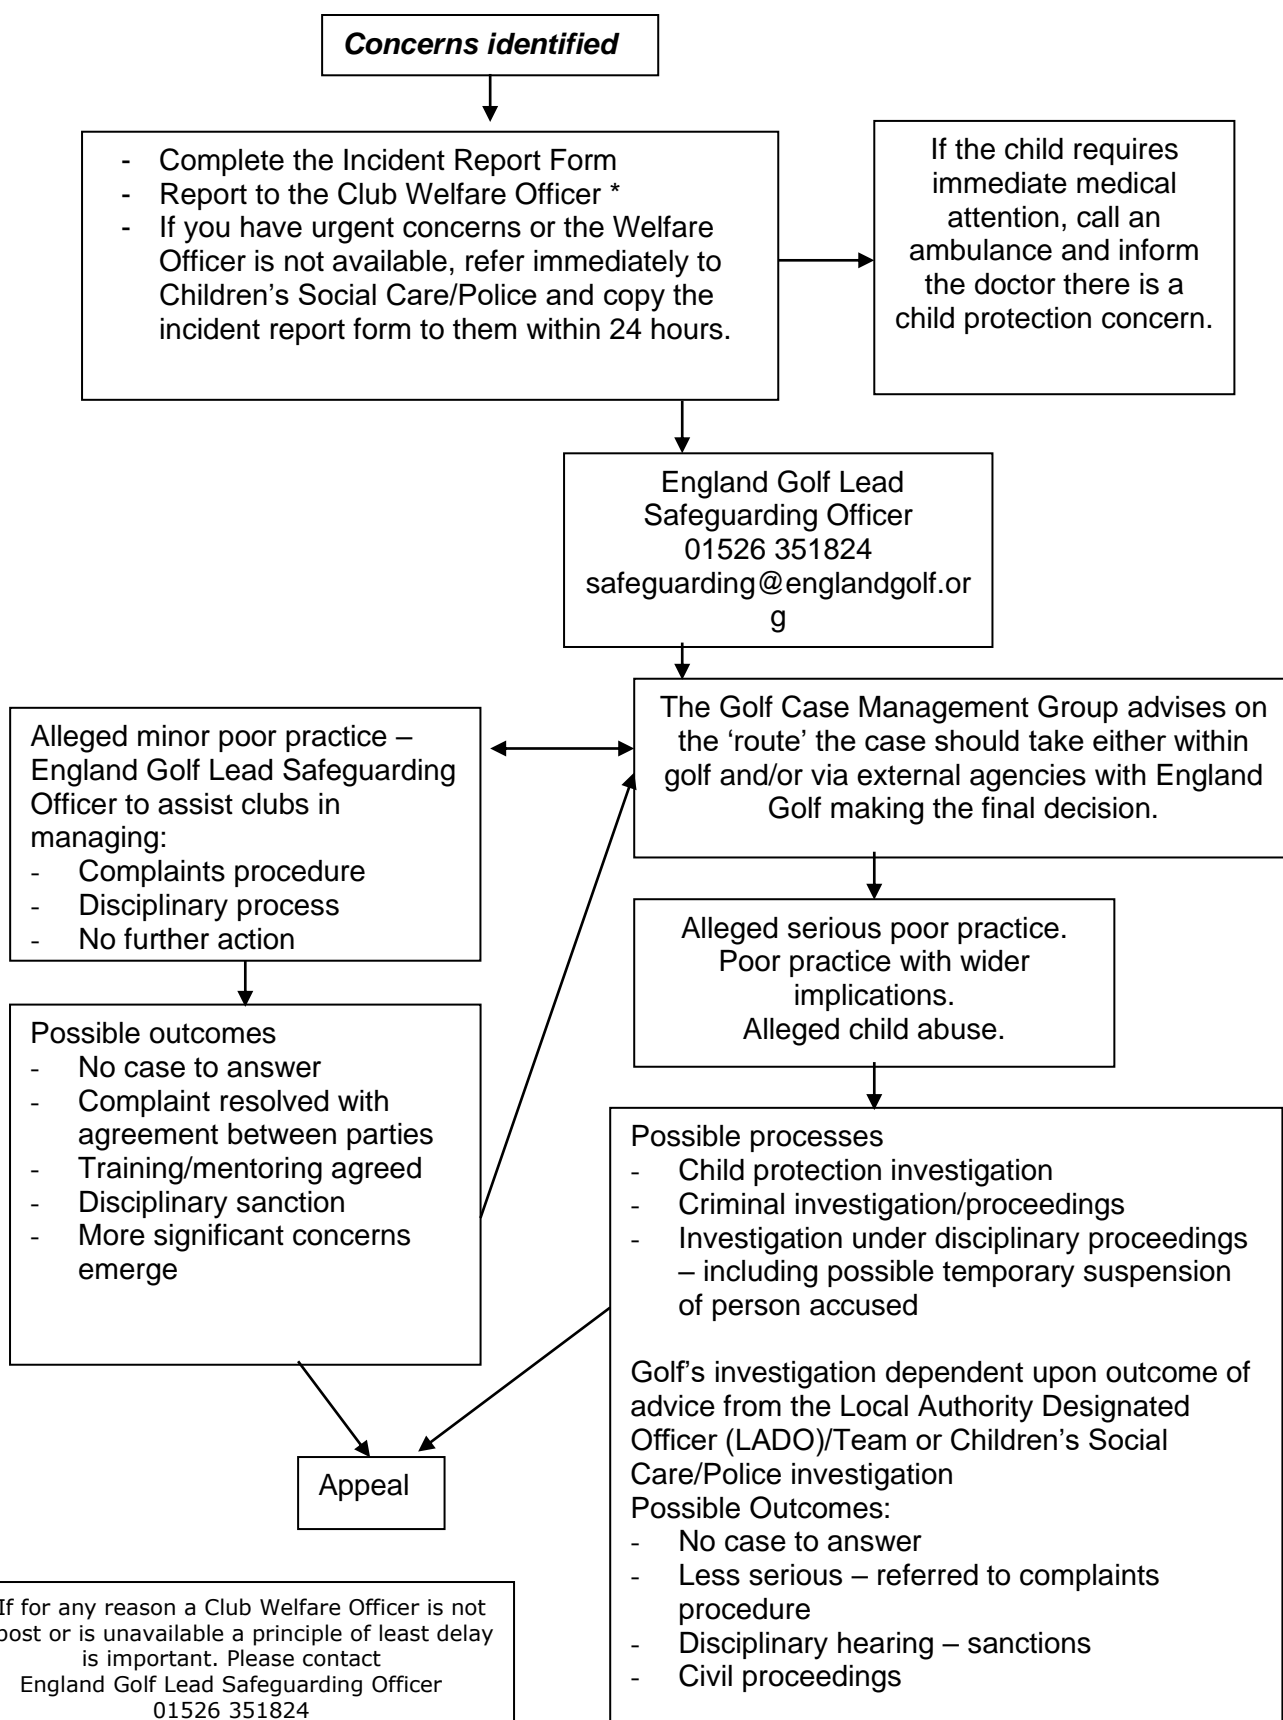 Concerns identified
- Complete the Incident Report Form
- Report to the Club Welfare Officer *
- If you have urgent concerns or the Welfare
Officer is not available, refer immediately to
Children's Social Care/Police and copy the
incident report form to them within 24 hours.
If the child requires
immediate medical
attention, call an
ambulance and inform
the doctor there is a
child protection concern.
England Golf Lead
Safeguarding Officer
01526 351824
safeguarding@englandgolf.or
g
The Golf Case Management Group advises on
the ‘route’ the case should take either within
golf and/or via external agencies with England
Golf making the final decision.
Alleged minor poor practice –
England Golf Lead Safeguarding
Officer to assist clubs in
managing:
- Complaints procedure
- Disciplinary process
- No further action
Alleged serious poor practice.
Poor practice with wider
implications.
Alleged child abuse.
Possible outcomes
- No case to answer
- Complaint resolved with
agreement between parties
- Training/mentoring agreed
- Disciplinary sanction
- More significant concerns
emerge
Possible processes
- Child protection investigation
- Criminal investigation/proceedings
- Investigation under disciplinary proceedings
– including possible temporary suspension
of person accused
Golf’s investigation dependent upon outcome of
advice from the Local Authority Designated
Officer (LADO)/Team or Children’s Social
Care/Police investigation
Possible Outcomes:
- No case to answer
- Less serious – referred to complaints
procedure
- Disciplinary hearing – sanctions
- Civil proceedings
Appeal
If for any reason a Club Welfare Officer is not
post or is unavailable a principle of least delay
is important. Please contact
England Golf Lead Safeguarding Officer
01526 351824